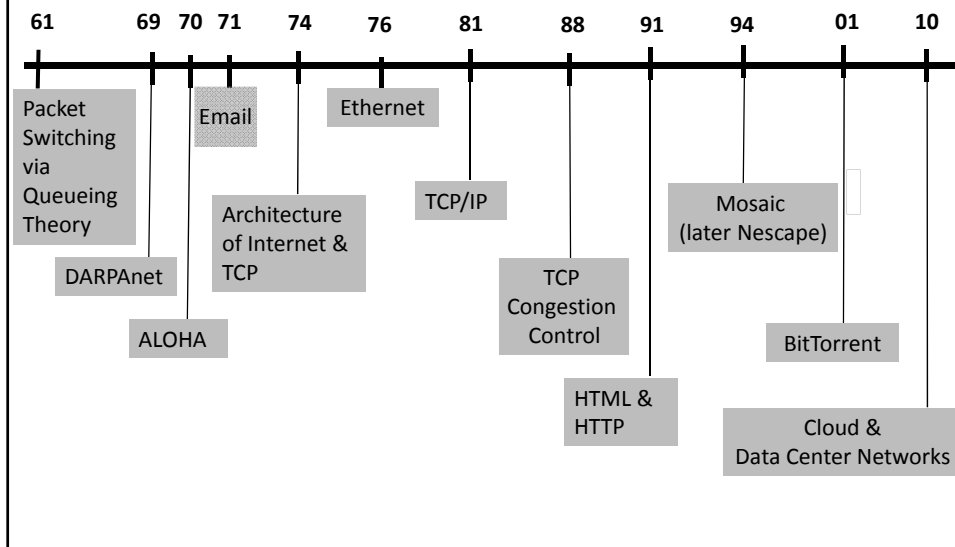 61 69 70 71 74 76 81 88 91 94 01 10
Packet
Switching
via
Queueing
Theory
DARPAnet
ALOHA
Email
Architecture
of Internet &
TCP
Ethernet
TCP/IP
TCP
Congestion
Control
HTML &
HTTP
Mosaic
(later Nescape)
BitTorrent
Cloud &
Data Center Networks